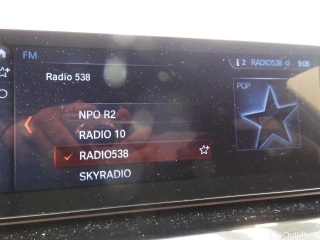 FM
2 RADIO538 9:06
Radio 538
POP
NPO R2
RADIO 10
RADIO538
SKYRADIO